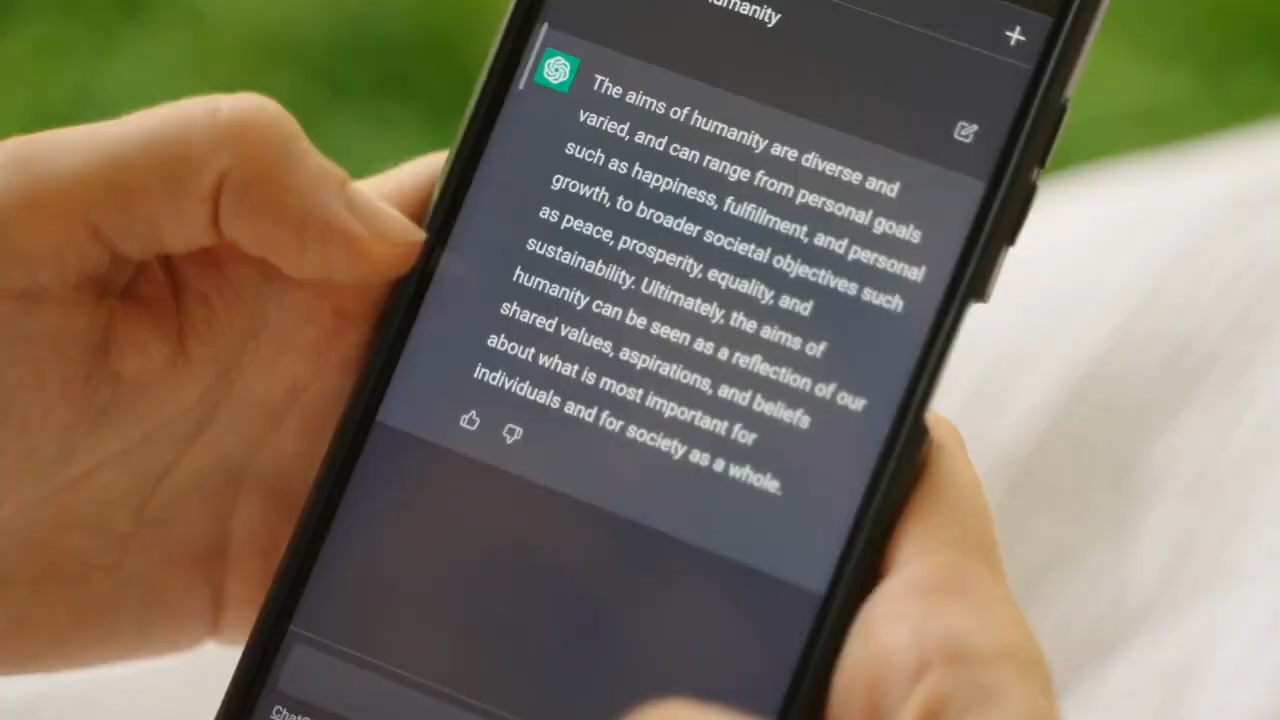 humanity
The aims of humanity are diverse and
varied, and can range from personal goals
such as happiness, fulfillment, and personal
growth, to broader societal objectives such
as peace, prosperity, equality, and
sustainability. Ultimately, the aims of
humanity can be seen as a reflection of our
shared values, aspirations, and beliefs
about what is most important for
individuals and for society as a whole.